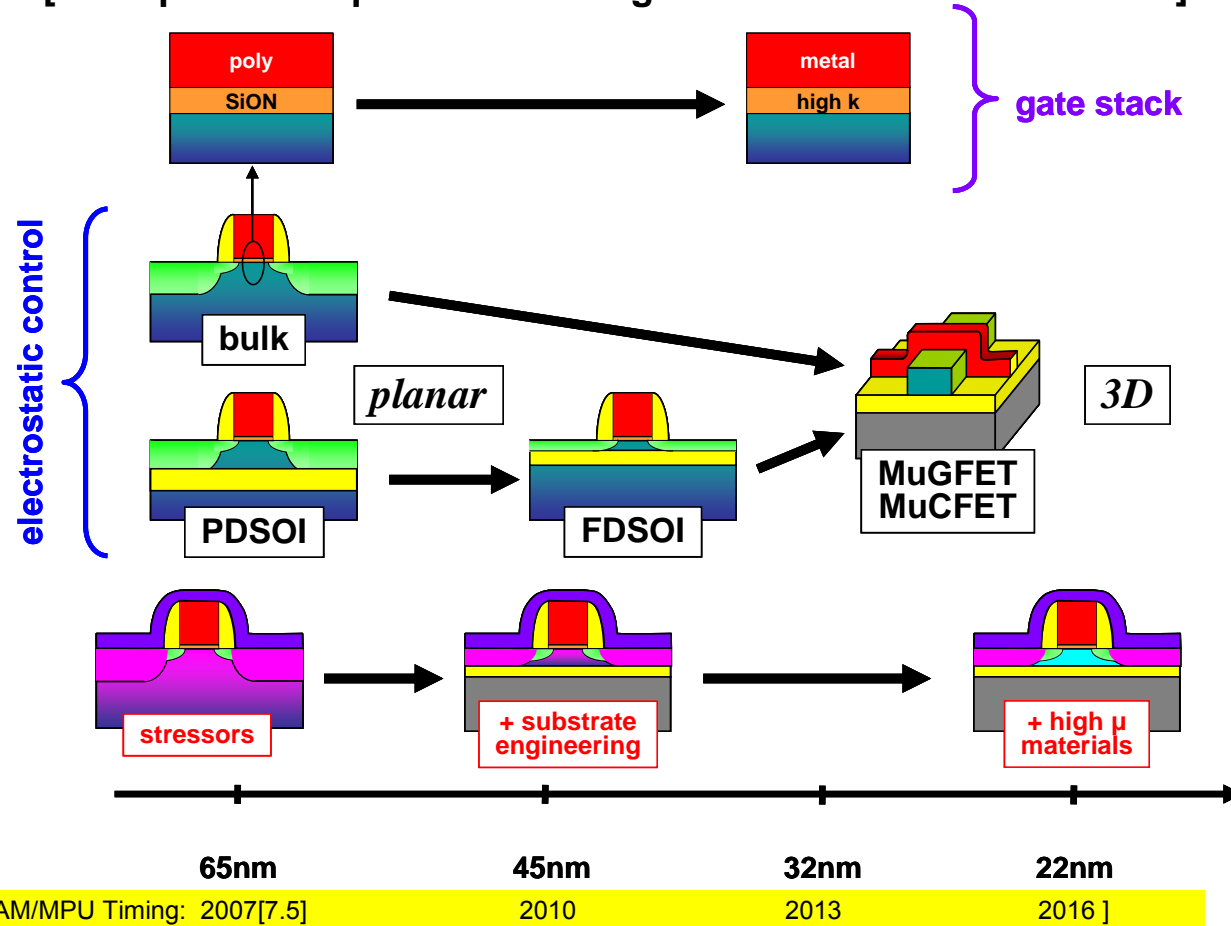 poly
SiON
metal
high k
gate stack
electrostatic control
bulk
planar
3D
PDSOI
FDSOI
MuGFET
MuCFET
stressors
+ substrate
engineering
+ high µ
materials
65nm 45nm 32nm 22nm
AM/MPU Timing: 2007[7.5] 2010 2013 2016 ]